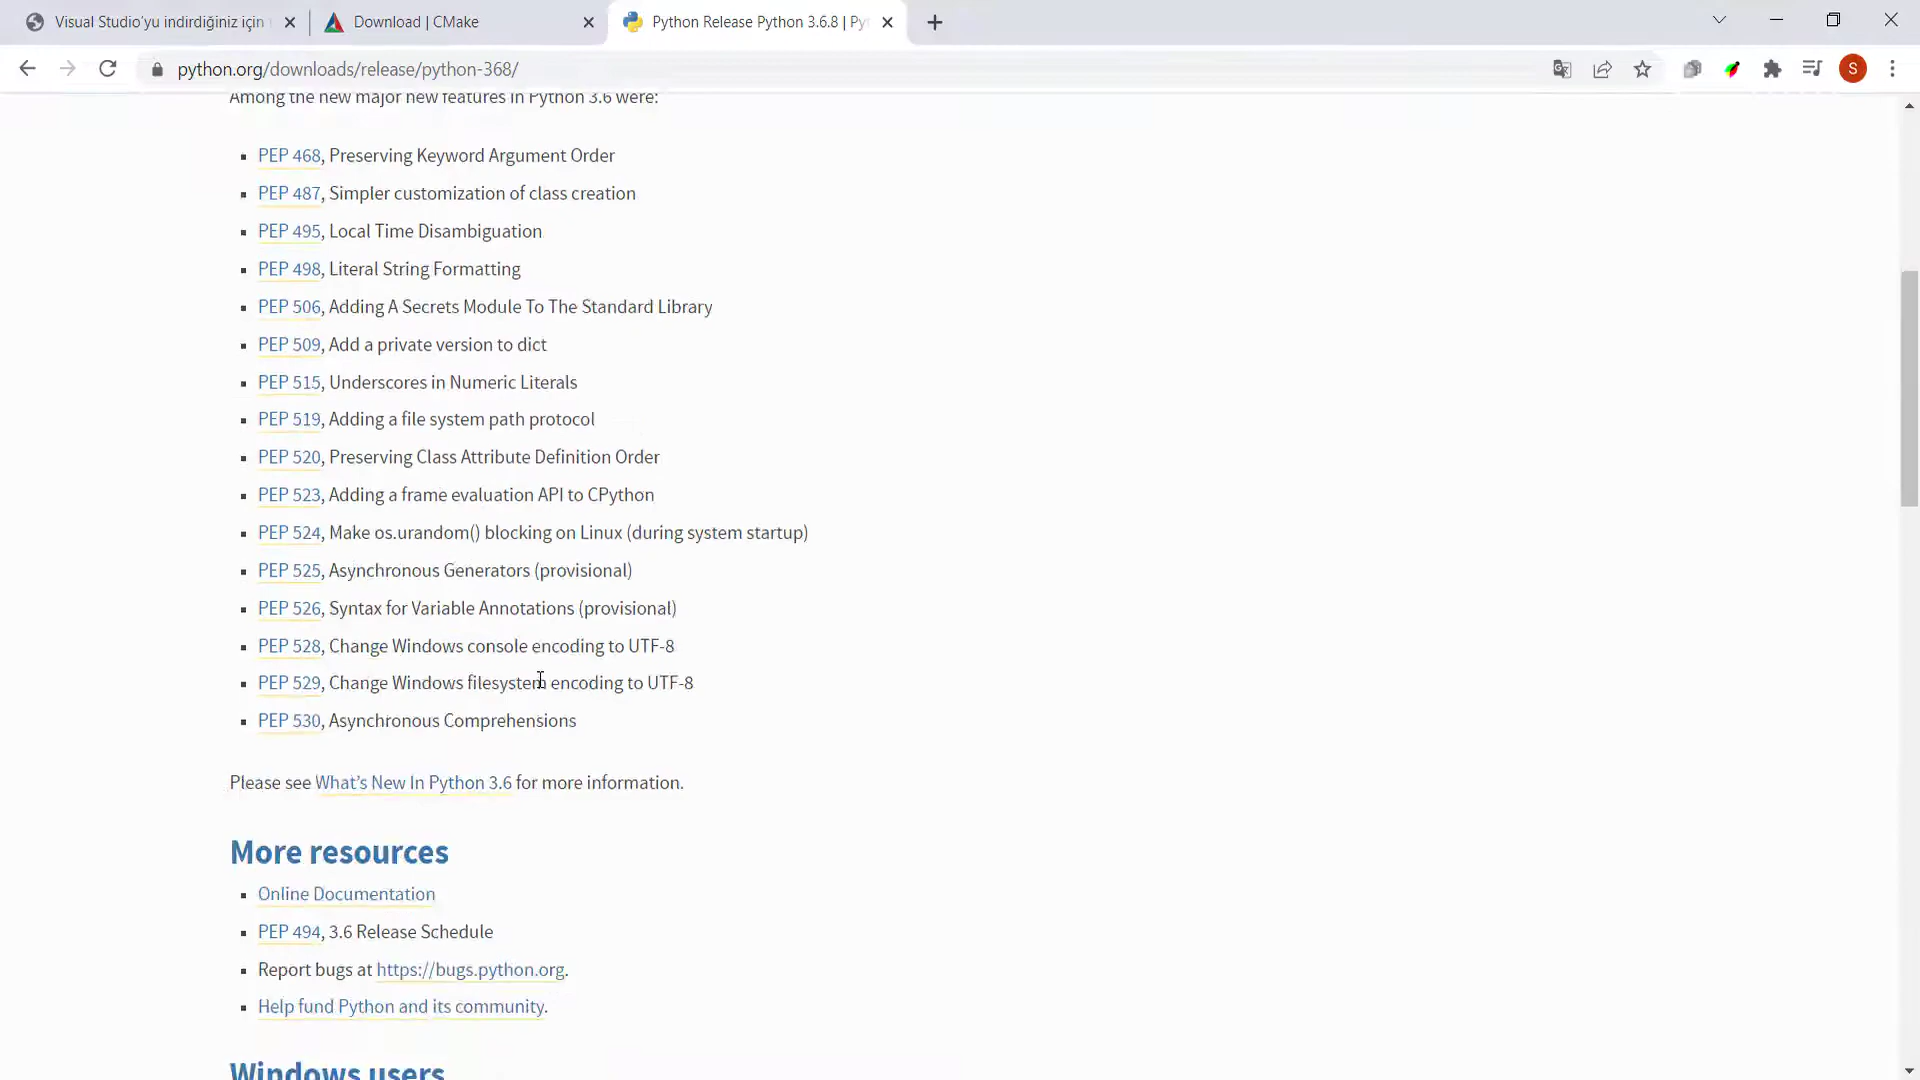 Visual Studio'yu indirdiğiniz için
Download | CMake
Python Release Python 3.6.8 | Py
python.org/downloads/release/python-368/
S
Among the new major new features in Python 3.6 were:
PEP 468, Preserving Keyword Argument Order
PEP 487, Simpler customization of class creation
PEP 495, Local Time Disambiguation
PEP 498, Literal String Formatting
PEP 506, Adding A Secrets Module To The Standard Library
PEP 509, Add a private version to dict
PEP 515, Underscores in Numeric Literals
PEP 519, Adding a file system path protocol
PEP 520, Preserving Class Attribute Definition Order
PEP 523, Adding a frame evaluation API to CPython
PEP 524, Make os.urandom() blocking on Linux (during system startup)
PEP 525, Asynchronous Generators (provisional)
PEP 526, Syntax for Variable Annotations (provisional)
PEP 528, Change Windows console encoding to UTF-8
PEP 529, Change Windows filesystem encoding to UTF-8
PEP 530, Asynchronous Comprehensions
Please see What's New In Python 3.6 for more information.
More resources
Online Documentation
PEP 494, 3.6 Release Schedule
Report bugs at https://bugs.python.org.
Help fund Python and its community.
Windows users